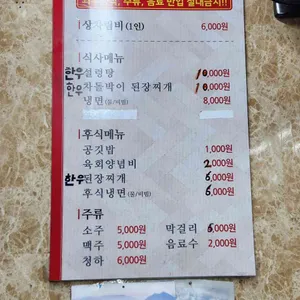 주류, 음료 반입 절대금지!!
상차림비 (1인) 6,000원
식사메뉴
한우 설렁탕 10,000원
한우 차돌박이 된장찌개 10,000원
냉면(물/비빔) 8,000원
후식메뉴
공깃밥 1,000원
육회양념비 2,000원
한우 된장찌개 6,000원
후식냉면(물/비빔) 6,000원
주류
소주 5,000원 막걸리 5,000원
맥주 5,000원 음료수 2,000원
청하 6,000원